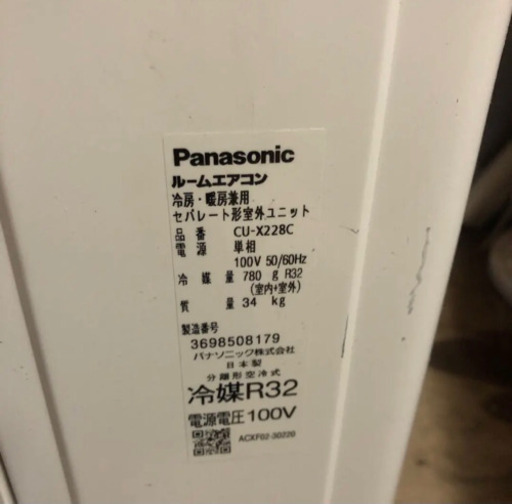 Panasonic
ルームエアコン
冷房・暖房兼用
セパレート形室外ユニット
品番 CU-X228C
電源 単相
100V 50/60Hz
冷媒量 780 g R32
(室内+室外)
質量 34 kg
製造番号
3698508179
パナソニック株式会社
日本製
分離形空冷式
冷媒R32
電源電圧100V
ACXF02-30220